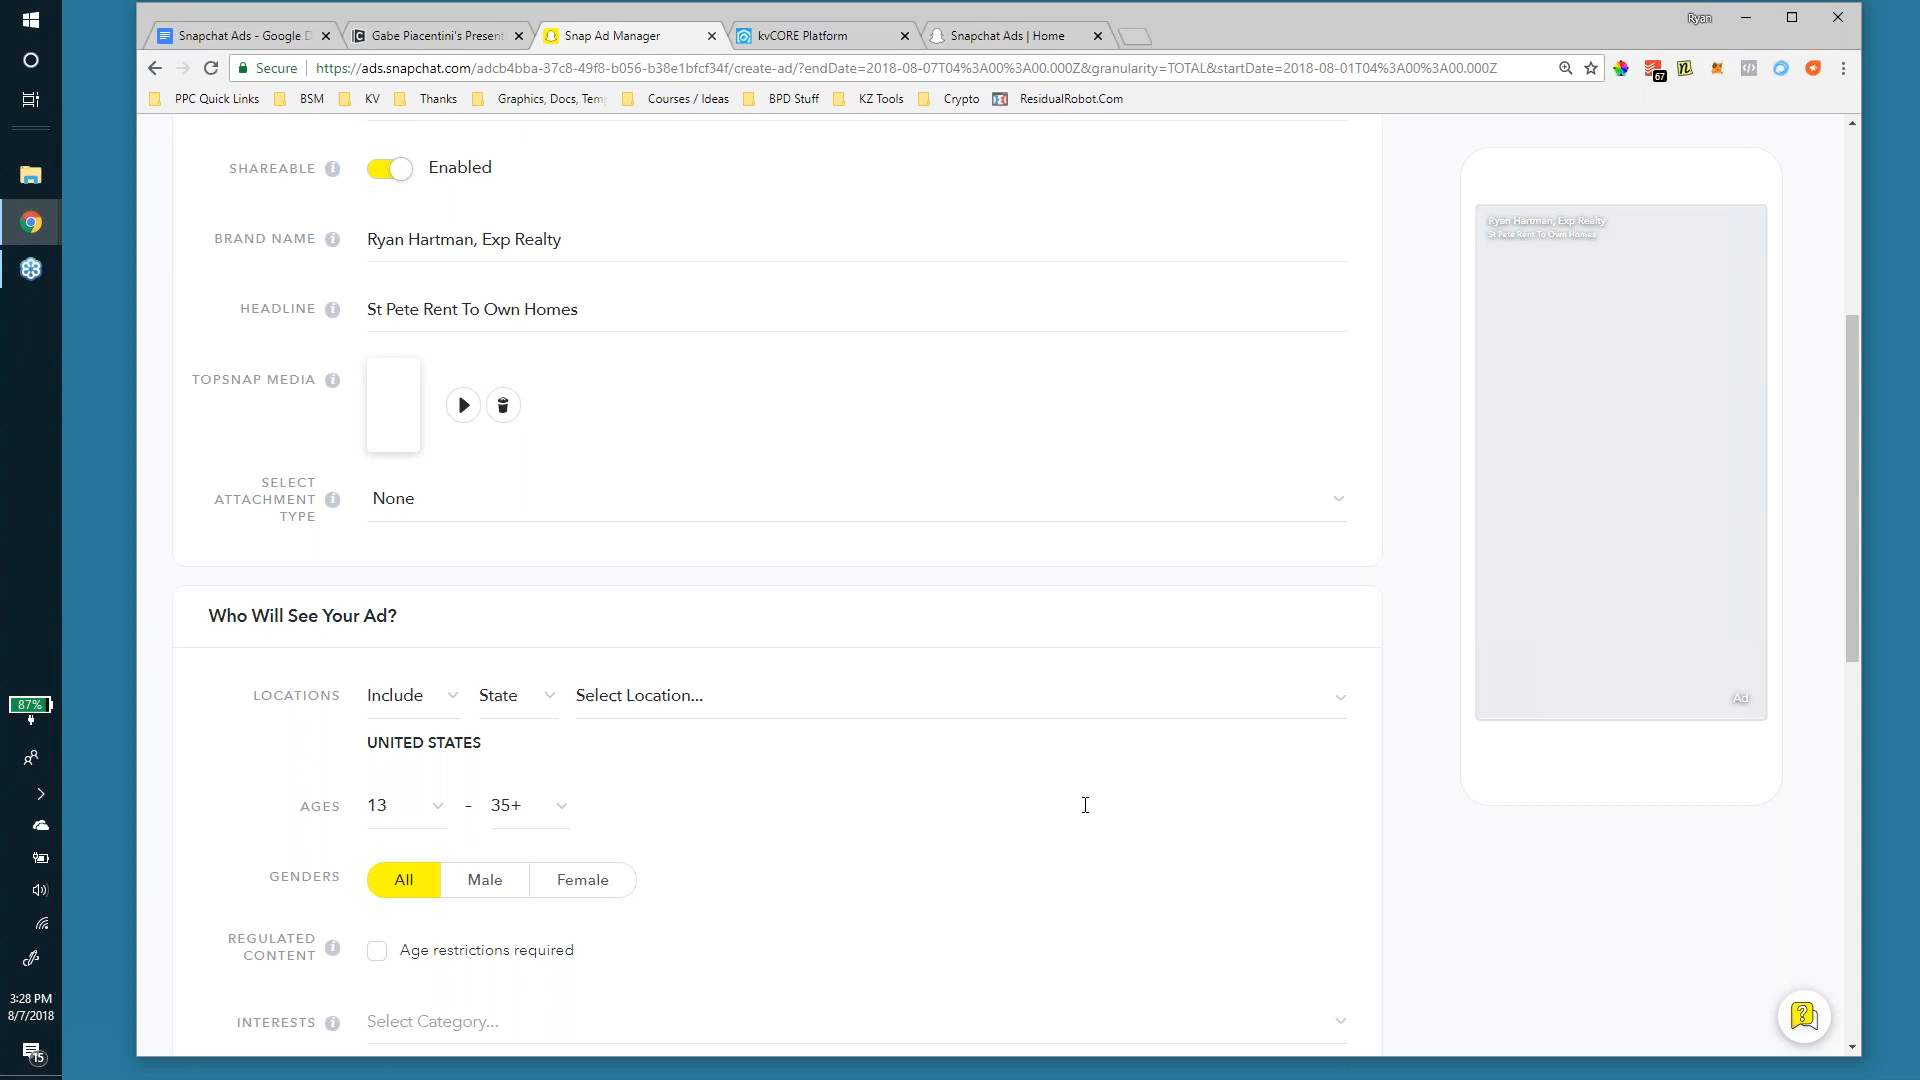 Ryan
Snapchat Ads - Google D
Gabe Piacentini's Present
Snap Ad Manager
kvCORE Platform
Snapchat Ads | Home
Secure
https://ads.snapchat.com/adcb4bba-37c8-49f8-b056-b38e1bfcf34f/create-ad/?endDate=2018-08-07T04%3A00%3A00.000Z&granularity=TOTAL&startDate=2018-08-01T04%3A00%3A00.000Z
67
PPC Quick Links
BSM
KV
Thanks
Graphics, Docs, Tem
Courses / Ideas
BPD Stuff
KZ Tools
Crypto
ResidualRobot.Com
SHAREABLE
Enabled
BRAND NAME
Ryan Hartman, Exp Realty
HEADLINE
St Pete Rent To Own Homes
TOPSNAP MEDIA
SELECT
ATTACHMENT
TYPE
None
Who Will See Your Ad?
LOCATIONS
Include
State
Select Location...
UNITED STATES
AGES
13
-
35+
GENDERS
All
Male
Female
REGULATED
CONTENT
Age restrictions required
INTERESTS
Select Category...
Ryan Hartman, Exp Realty
St Pete Rent To Own Homes
Ad
87%
3:28 PM
8/7/2018
15